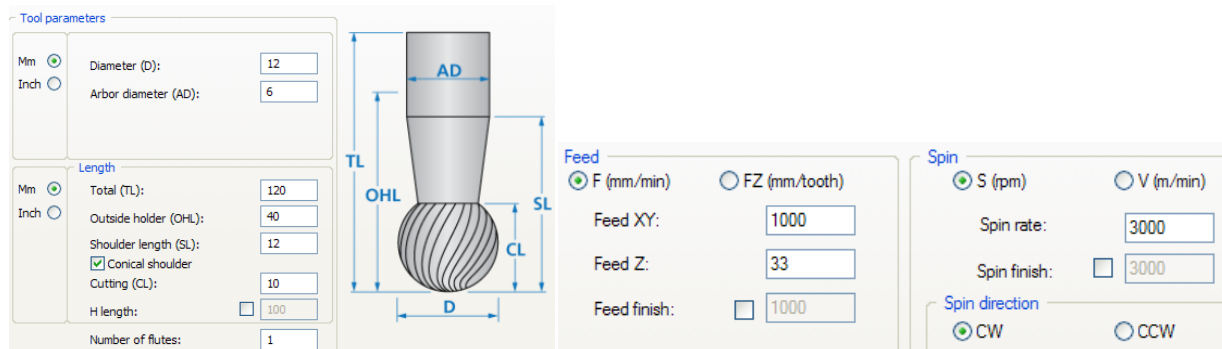 Tool parameters
Mm
Inch
Diameter (D): 12
Arbor diameter (AD): 6
Length
Mm
Inch
Total (TL): 120
Outside holder (OHL): 40
Shoulder length (SL): 12
Conical shoulder
Cutting (CL): 10
H length: 100
Number of flutes: 1
AD
TL
OHL
SL
CL
D
Feed
F (mm/min) FZ (mm/tooth)
Feed XY: 1000
Feed Z: 33
Feed finish: 1000
Spin
S (rpm) V (m/min)
Spin rate: 3000
Spin finish: 3000
Spin direction
CW CCW